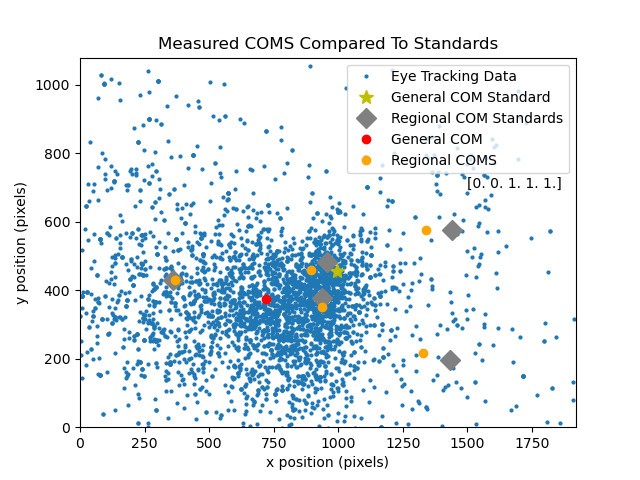 Measured COMS Compared To Standards
Eye Tracking Data
General COM Standard
Regional COM Standards
General COM
Regional COMS
[0. 0. 1. 1. 1.]
y position (pixels)
1000
800
600
400
200
0
0 250 500 750 1000 1250 1500 1750
x position (pixels)